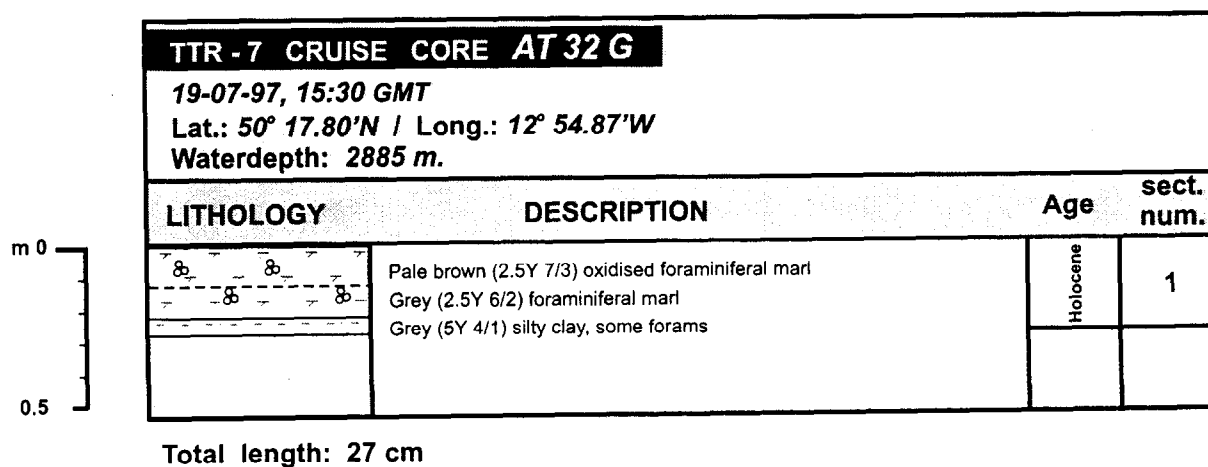 TTR - 7 CRUISE CORE AT 32 G
19-07-97, 15:30 GMT
Lat.: 50° 17.80'N / Long.: 12° 54.87'W
Waterdepth: 2885 m.
LITHOLOGY DESCRIPTION Age sect. num.
m 0
Pale brown (2.5Y 7/3) oxidised foraminiferal marl
Grey (2.5Y 6/2) foraminiferal marl
Grey (5Y 4/1) silty clay, some forams
Holocene
1
0.5
Total length: 27 cm